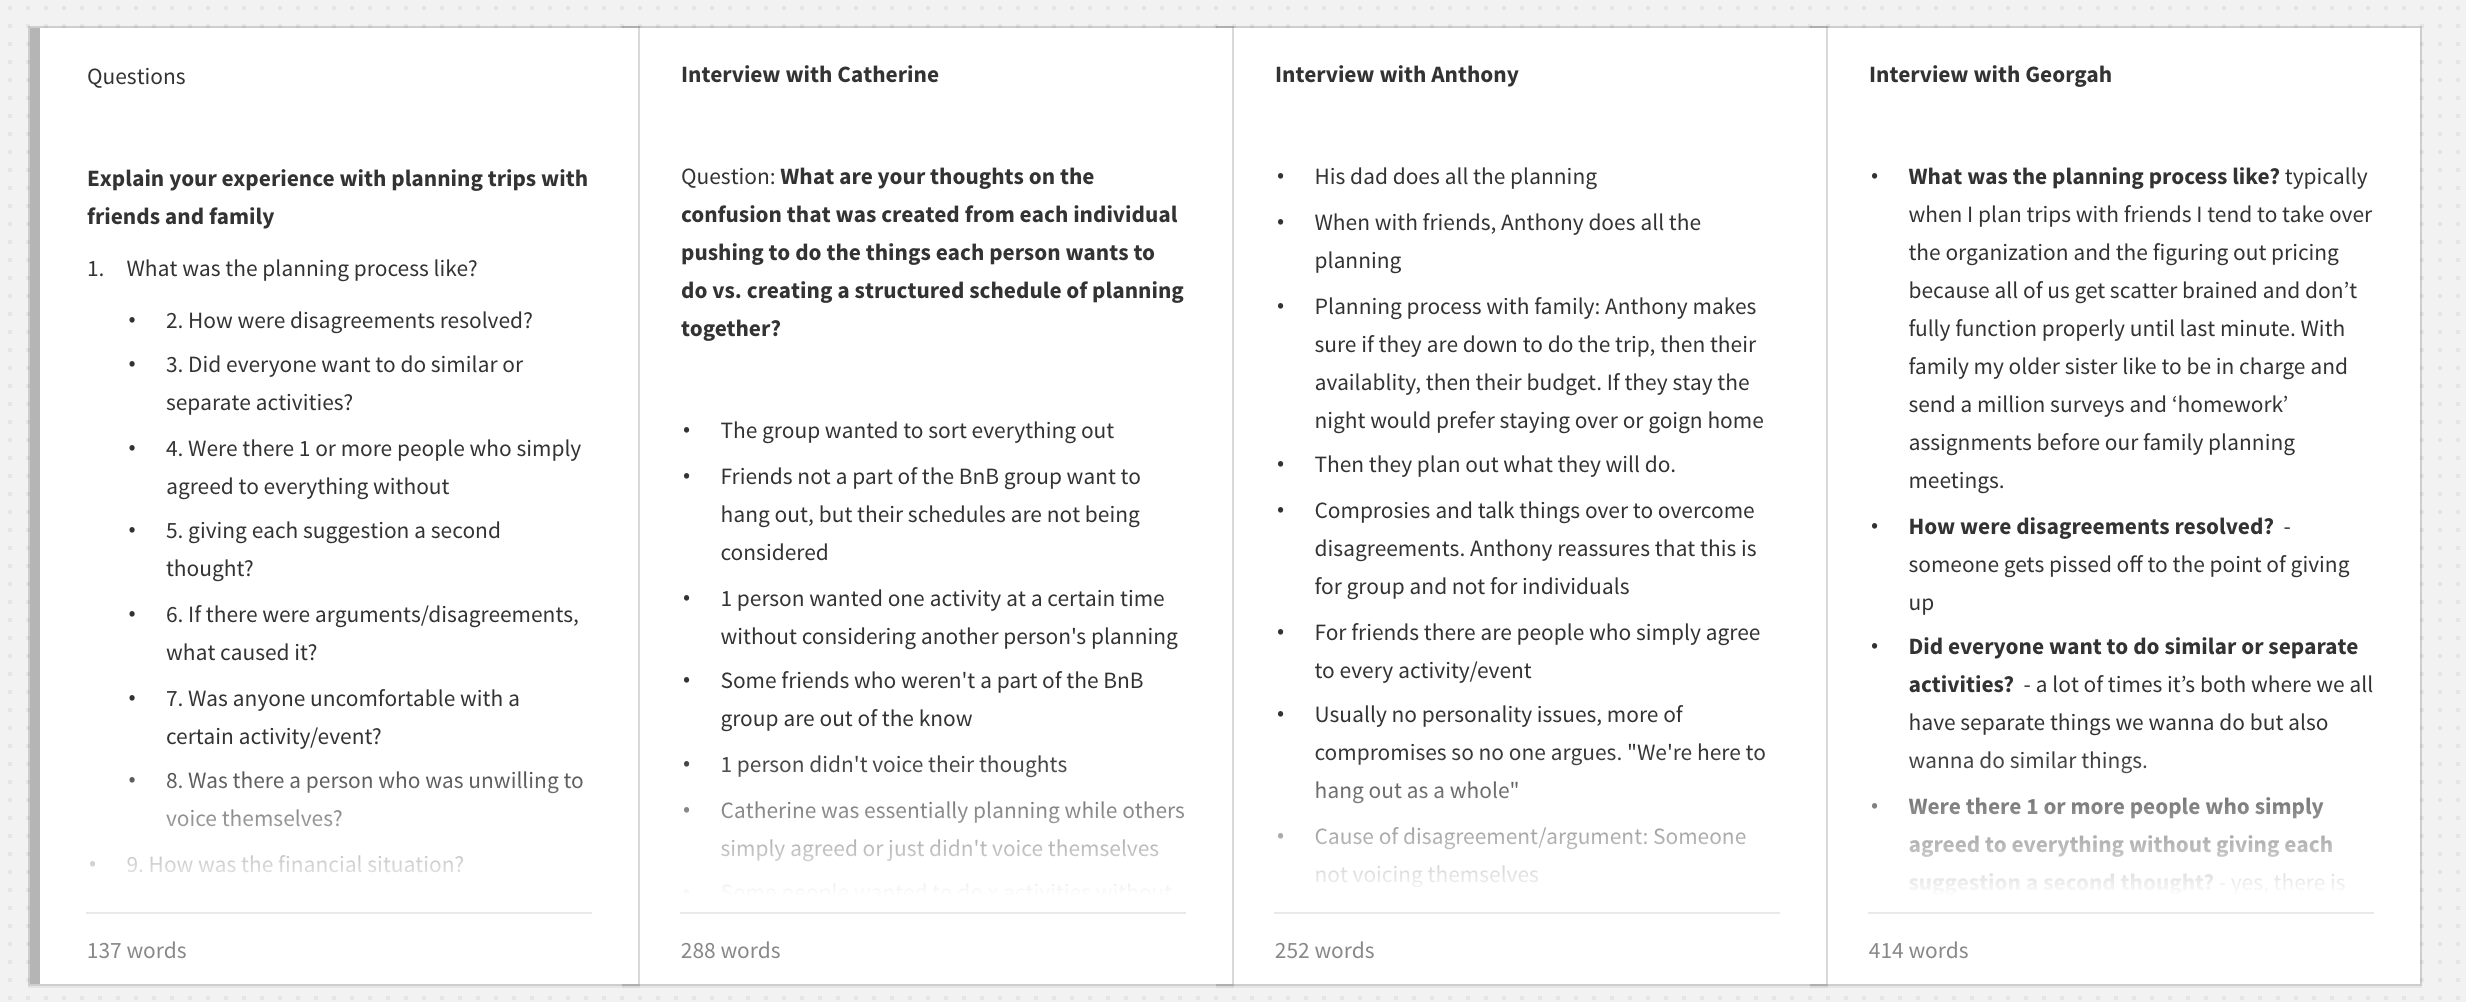 Questions
Explain your experience with planning trips with
friends and family
1. What was the planning process like?
• 2. How were disagreements resolved?
• 3. Did everyone want to do similar or
separate activities?
• 4. Were there 1 or more people who simply
agreed to everything without
• 5. giving each suggestion a second
thought?
• 6. If there were arguments/disagreements,
what caused it?
• 7. Was anyone uncomfortable with a
certain activity/event?
• 8. Was there a person who was unwilling to
voice themselves?
• 9. How was the financial situation?
137 words
Interview with Catherine
Question: What are your thoughts on the
confusion that was created from each individual
pushing to do the things each person wants to
do vs. creating a structured schedule of planning
together?
• The group wanted to sort everything out
• Friends not a part of the BnB group want to
hang out, but their schedules are not being
considered
• 1 person wanted one activity at a certain time
without considering another person's planning
• Some friends who weren't a part of the BnB
group are out of the know
• 1 person didn't voice their thoughts
• Catherine was essentially planning while others
simply agreed or just didn't voice themselves
• Some people wanted to do x activities without
288 words
Interview with Anthony
• His dad does all the planning
• When with friends, Anthony does all the
planning
• Planning process with family: Anthony makes
sure if they are down to do the trip, then their
availablity, then their budget. If they stay the
night would prefer staying over or goign home
• Then they plan out what they will do.
• Comprosies and talk things over to overcome
disagreements. Anthony reassures that this is
for group and not for individuals
• For friends there are people who simply agree
to every activity/event
• Usually no personality issues, more of
compromises so no one argues. "We're here to
hang out as a whole"
• Cause of disagreement/argument: Someone
not voicing themselves
252 words
Interview with Georgah
• What was the planning process like? typically
when I plan trips with friends I tend to take over
the organization and the figuring out pricing
because all of us get scatter brained and don’t
fully function properly until last minute. With
family my older sister like to be in charge and
send a million surveys and ‘homework’
assignments before our family planning
meetings.
• How were disagreements resolved? -
someone gets pissed off to the point of giving
up
• Did everyone want to do similar or separate
activities? - a lot of times it’s both where we all
have separate things we wanna do but also
wanna do similar things.
• Were there 1 or more people who simply
agreed to everything without giving each
suggestion a second thought? - yes, there is
414 words